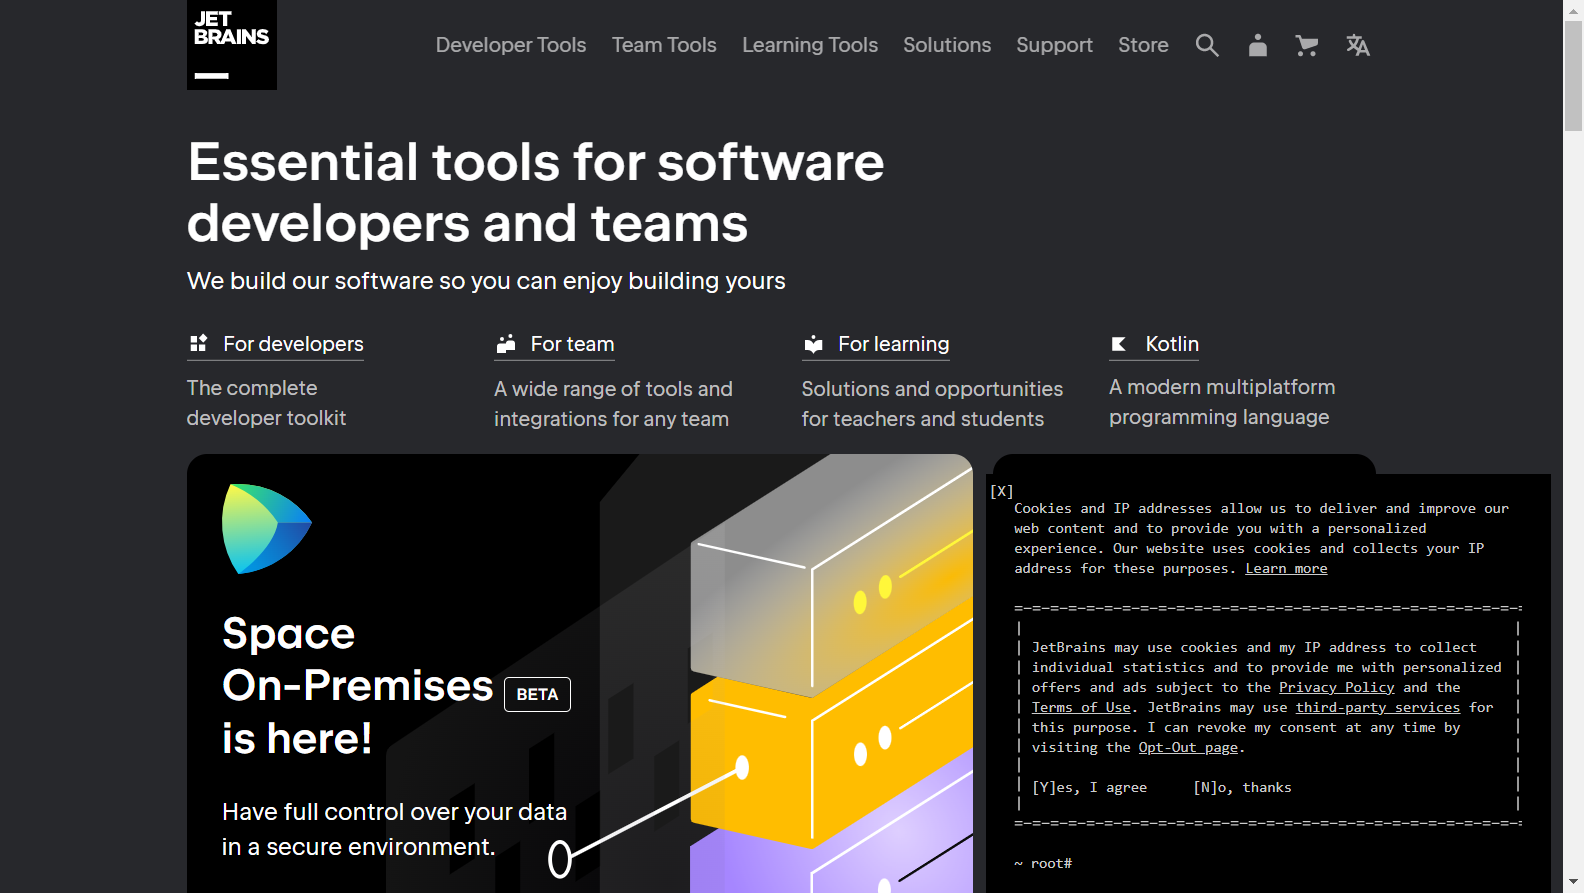 JET
BRAINS
Developer Tools
Team Tools
Learning Tools
Solutions
Support
Store
Essential tools for software
developers and teams
We build our software so you can enjoy building yours
For developers
The complete
developer toolkit
For team
A wide range of tools and
integrations for any team
For learning
Solutions and opportunities
for teachers and students
Kotlin
A modern multiplatform
programming language
Space
On-Premises BETA
is here!
Have full control over your data
in a secure environment.
[X]
Cookies and IP addresses allow us to deliver and improve our
web content and to provide you with a personalized
experience. Our website uses cookies and collects your IP
address for these purposes. Learn more
JetBrains may use cookies and my IP address to collect
individual statistics and to provide me with personalized
offers and ads subject to the Privacy Policy and the
Terms of Use. JetBrains may use third-party services for
this purpose. I can revoke my consent at any time by
visiting the Opt-Out page.
[Y]es, I agree [N]o, thanks
~ root#